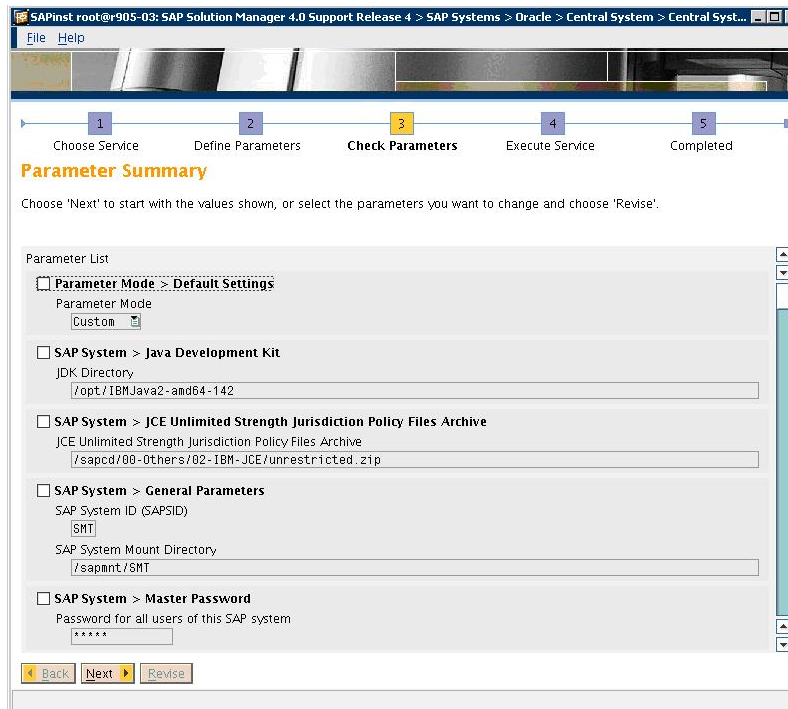 SAPinst root@r905-03: SAP Solution Manager 4.0 Support Release 4 > SAP Systems > Oracle > Central System > Central Syst...
File Help
1 2 3 4 5
Choose Service Define Parameters Check Parameters Execute Service Completed
Parameter Summary
Choose 'Next' to start with the values shown, or select the parameters you want to change and choose 'Revise'.
Parameter List
Parameter Mode > Default Settings
Parameter Mode
Custom
SAP System > Java Development Kit
JDK Directory
/opt/IBMJava2-amd64-142
SAP System > JCE Unlimited Strength Jurisdiction Policy Files Archive
JCE Unlimited Strength Jurisdiction Policy Files Archive
/sapcd/00-Others/02-IBM-JCE/unrestricted.zip
SAP System > General Parameters
SAP System ID (SAPSID)
SMT
SAP System Mount Directory
/sapmnt/SMT
SAP System > Master Password
Password for all users of this SAP system
*****
Back Next Revise